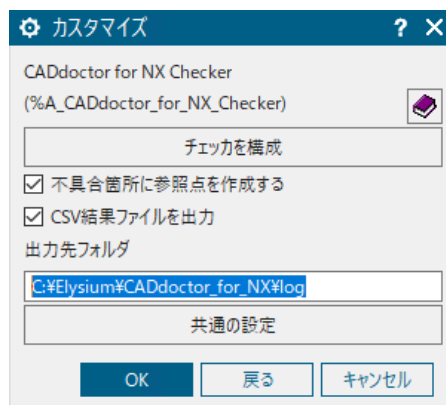 カスタマイズ ? ×
CADdoctor for NX Checker
(%A_CADdoctor_for_NX_Checker)
チェッカを構成
不具合箇所に参照点を作成する
CSV結果ファイルを出力
出力先フォルダ
C:¥Elysium¥CADdoctor_for_NX¥log
共通の設定
OK 戻る キャンセル